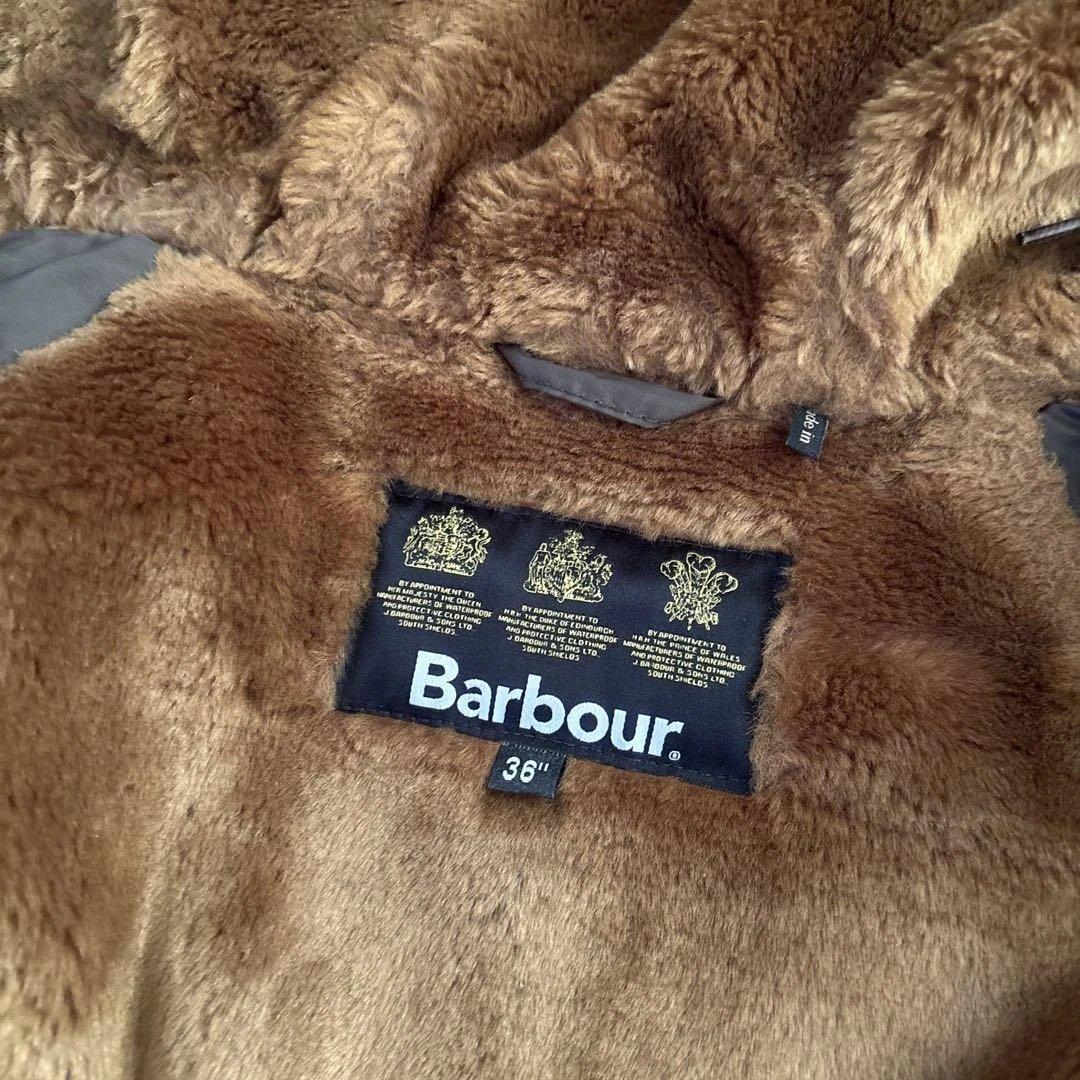 ade in
BY APPOINTMENT TO
HER MAJESTY THE QUEEN
MANUFACTURERS OF WATERPROOF
AND PROTECTIVE CLOTHING
J.BARBOUR & SONS LTD.
SOUTH SHIELDS.
BY APPOINTMENT TO
H.R.H. THE DUKE OF EDINBURGH
MANUFACTURERS OF WATERPROOF
AND PROTECTIVE CLOTHING
J.BARBOUR & SONS LTD.
SOUTH SHIELDS
BY APPOINTMENT TO
H.R.H. THE PRINCE OF WALES
MANUFACTURERS OF WATERPROOF
AND PROTECTIVE CLOTHING
J.BARBOUR & SONS LTD.
SOUTH SHIELDS.
Barbour®
36"